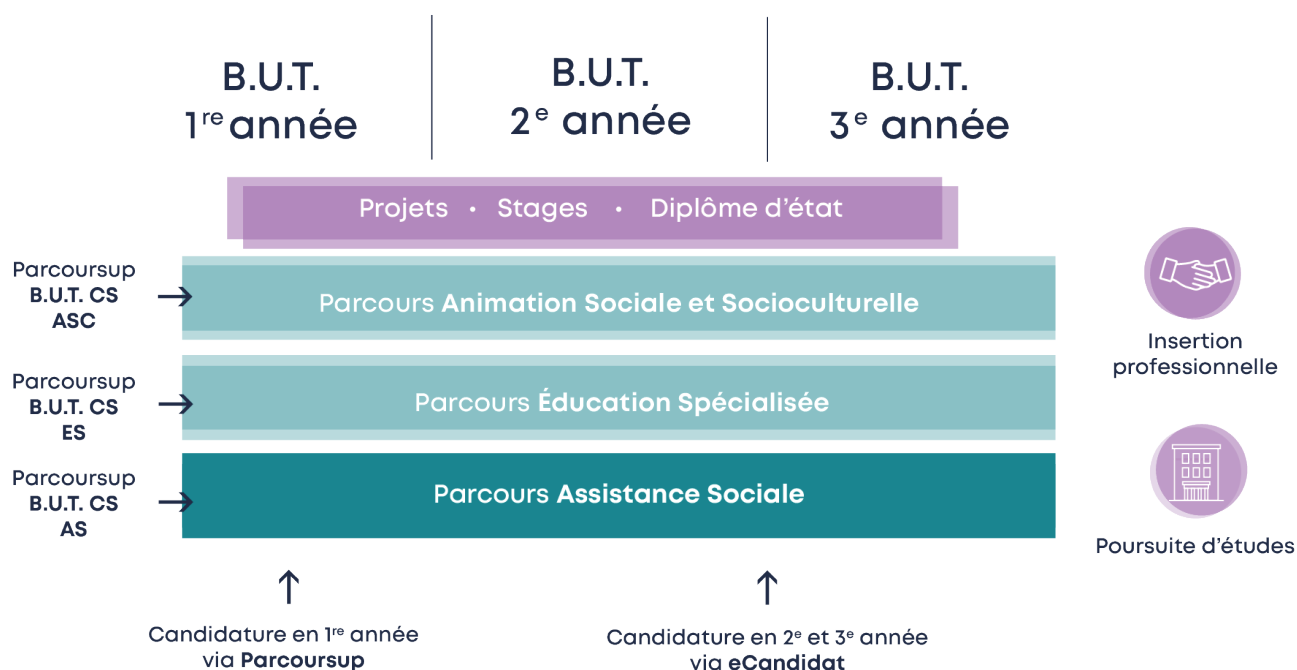 B.U.T.
1re année
B.U.T.
2e année
B.U.T.
3e année
Projets • Stages • Diplôme d'état
Parcoursup
B.U.T. CS
ASC
Parcours Animation Sociale et Socioculturelle
Parcoursup
B.U.T. CS
ES
Parcours Éducation Spécialisée
Parcoursup
B.U.T. CS
AS
Parcours Assistance Sociale
Insertion
professionnelle
Poursuite d'études
Candidature en 1re année
via Parcoursup
Candidature en 2e et 3e année
via eCandidat